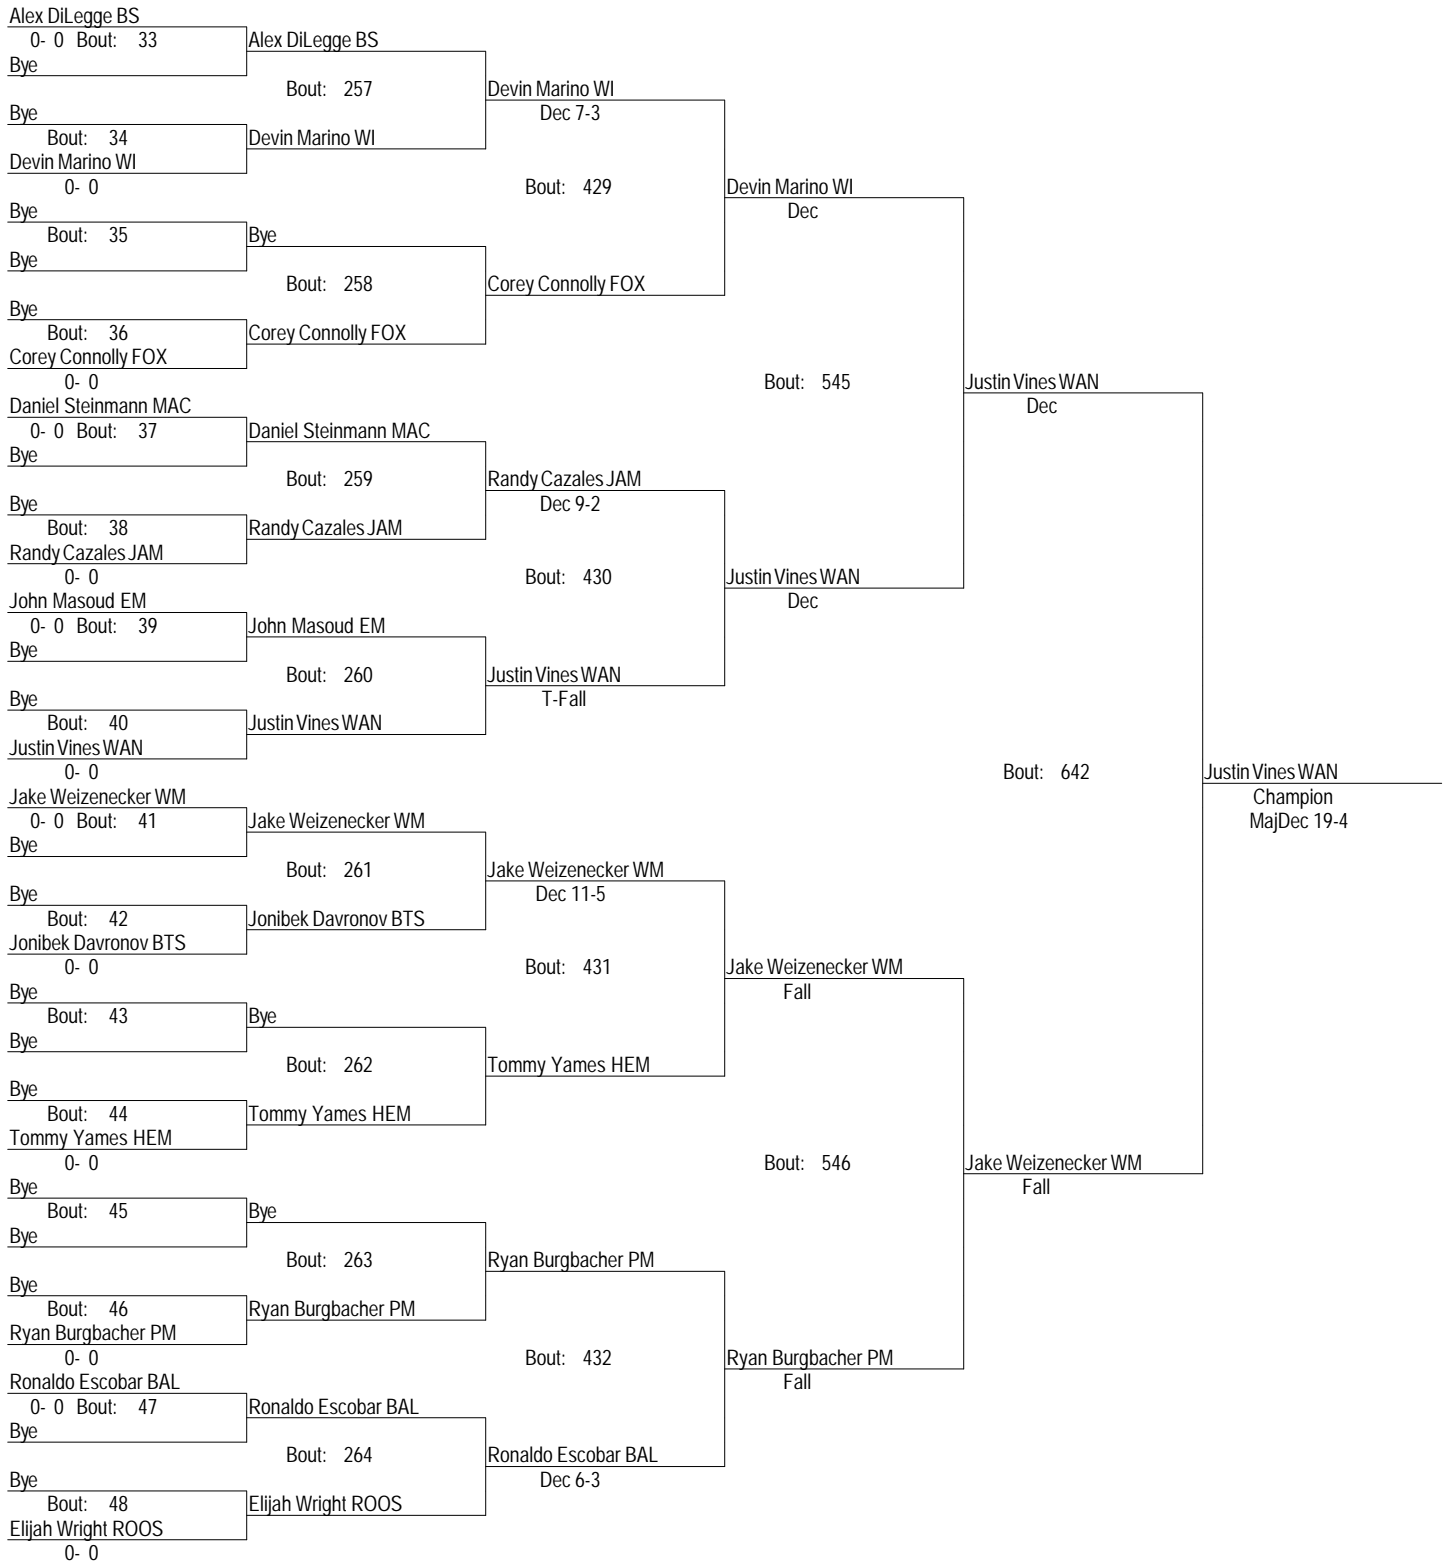 Alex DiLegge BS
0- 0 Bout: 33 Alex DiLegge BS
Bye
Bout: 257 Devin Marino WI
Bye Dec 7-3
Bout: 34 Devin Marino WI
Devin Marino WI
0- 0 Bout: 429 Devin Marino WI
Bye Dec
Bout: 35 Bye
Bye
Bout: 258 Corey Connolly FOX
Bye
Bout: 36 Corey Connolly FOX
Corey Connolly FOX
0- 0 Bout: 545 Justin Vines WAN
Daniel Steinmann MAC Dec
0- 0 Bout: 37 Daniel Steinmann MAC
Bye
Bout: 259 Randy Cazales JAM
Bye Dec 9-2
Bout: 38 Randy Cazales JAM
Randy Cazales JAM
0- 0 Bout: 430 Justin Vines WAN
John Masoud EM Dec
0- 0 Bout: 39 John Masoud EM
Bye
Bout: 260 Justin Vines WAN
Bye T-Fall
Bout: 40 Justin Vines WAN
Justin Vines WAN
0- 0 Bout: 642 Justin Vines WAN
Jake Weizenecker WM Champion
0- 0 Bout: 41 Jake Weizenecker WM MajDec 19-4
Bye
Bout: 261 Jake Weizenecker WM
Bye Dec 11-5
Bout: 42 Jonibek Davronov BTS
Jonibek Davronov BTS
0- 0 Bout: 431 Jake Weizenecker WM
Bye Fall
Bout: 43 Bye
Bye
Bout: 262 Tommy Yames HEM
Bye
Bout: 44 Tommy Yames HEM
Tommy Yames HEM
0- 0 Bout: 546 Jake Weizenecker WM
Bye Fall
Bout: 45 Bye
Bye
Bout: 263 Ryan Burgbacher PM
Bye
Bout: 46 Ryan Burgbacher PM
Ryan Burgbacher PM
0- 0 Bout: 432 Ryan Burgbacher PM
Ronaldo Escobar BAL Fall
0- 0 Bout: 47 Ronaldo Escobar BAL
Bye
Bout: 264 Ronaldo Escobar BAL
Bye Dec 6-3
Bout: 48 Elijah Wright ROOS
Elijah Wright ROOS
0- 0